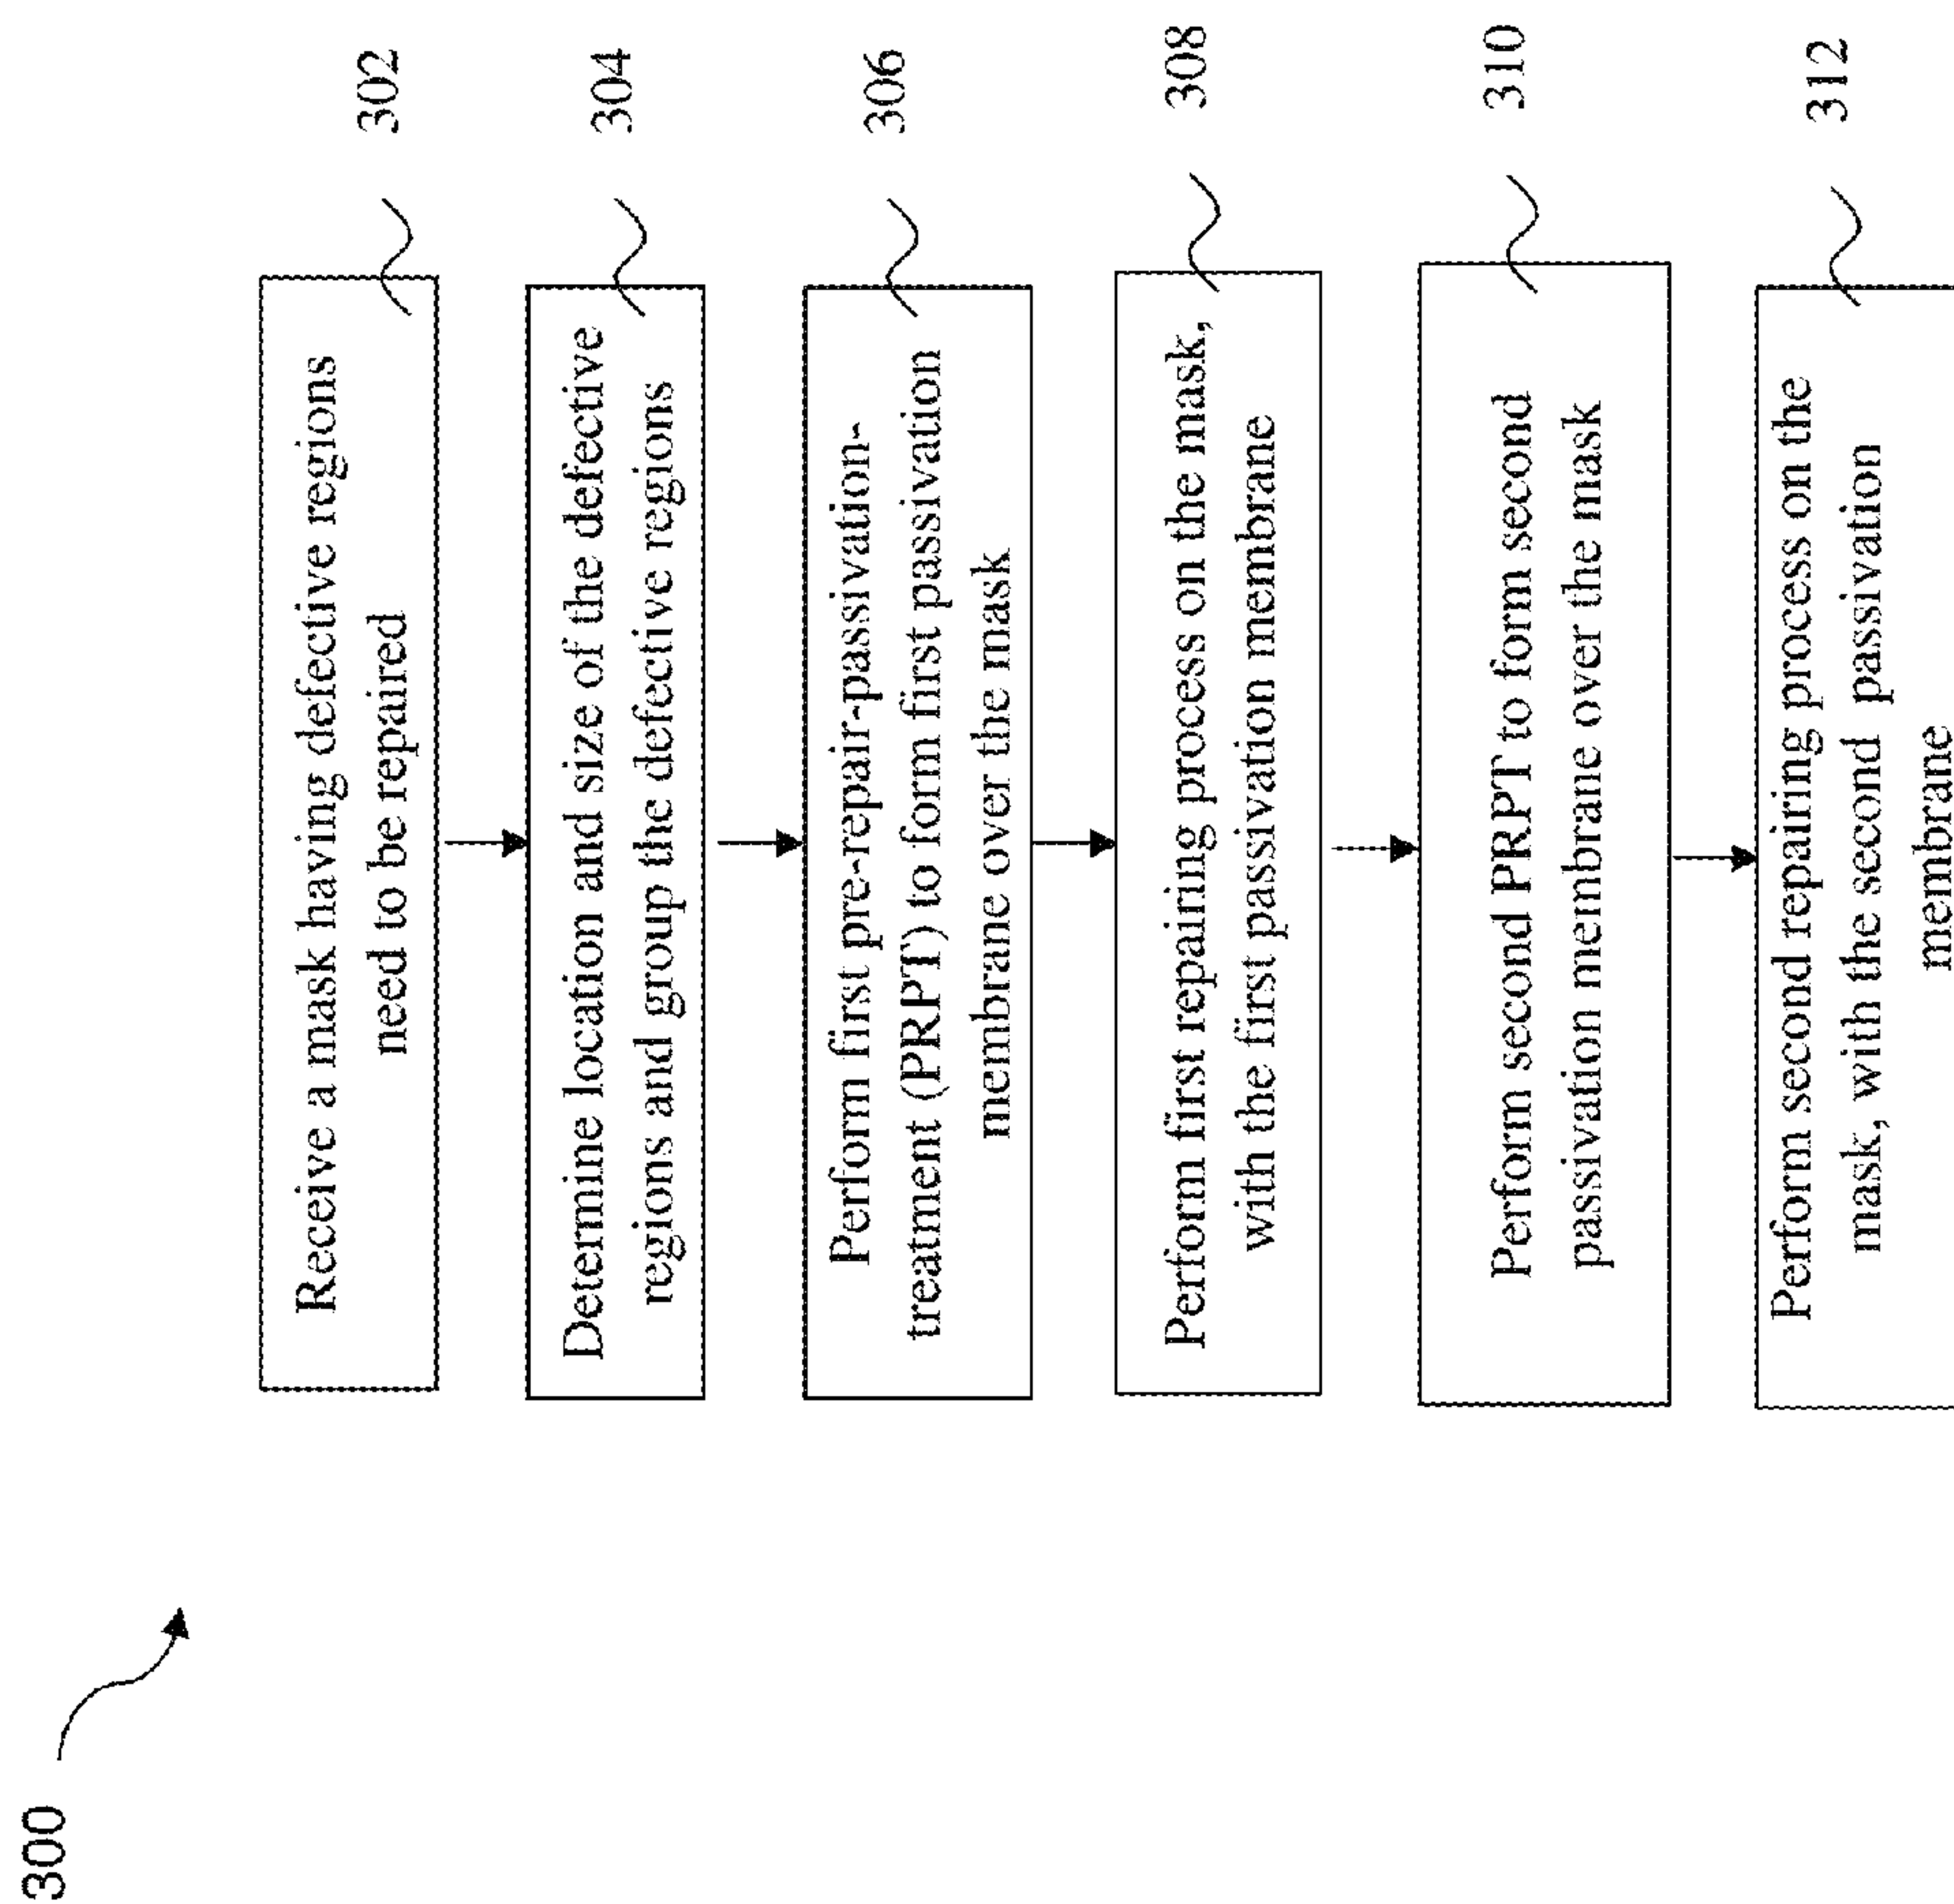 300
Receive a mask having defective regions
need to be repaired
302
Determine location and size of the defective
regions and group the defective regions
304
Perform first pre-repair-passivation-
treatment (PRPT) to form first passivation
membrane over the mask
306
Perform first repairing process on the mask,
with the first passivation membrane
308
Perform second PRPT to form second
passivation membrane over the mask
310
Perform second repairing process on the
mask, with the second passivation
membrane
312